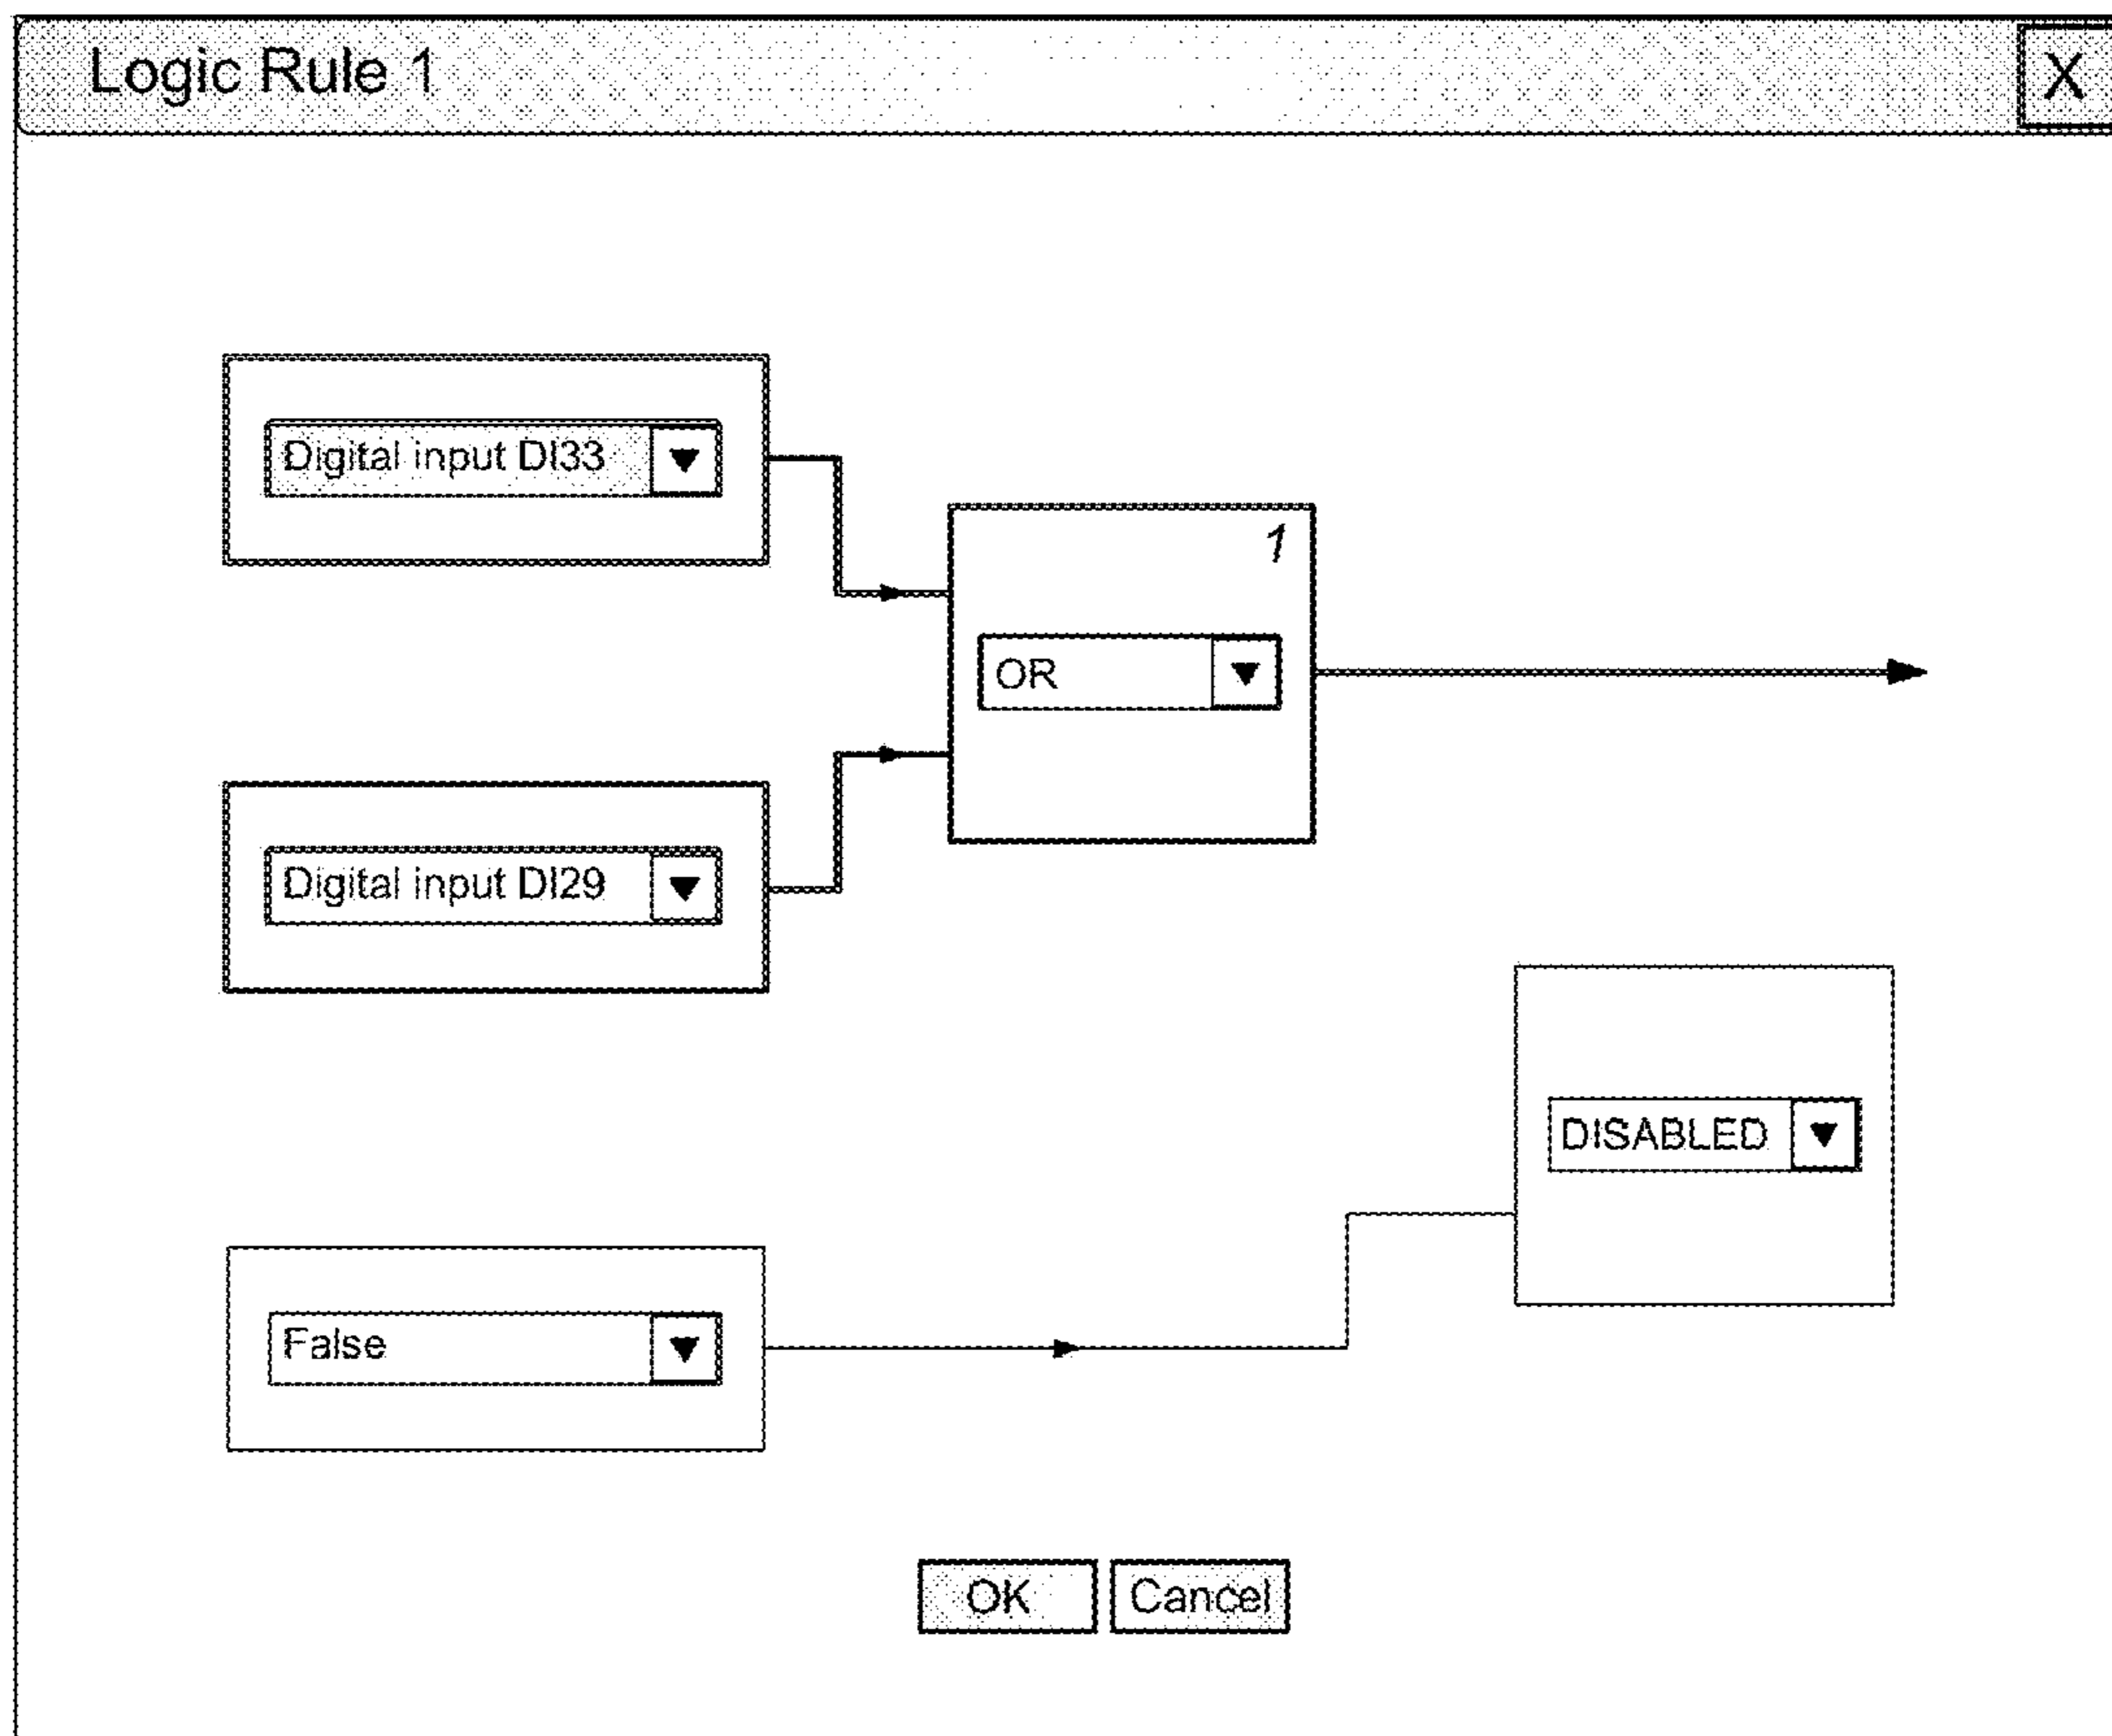 Logic Rule 1
X
Digital input DI33
1
OR
Digital input DI29
DISABLED
False
OK
Cancel